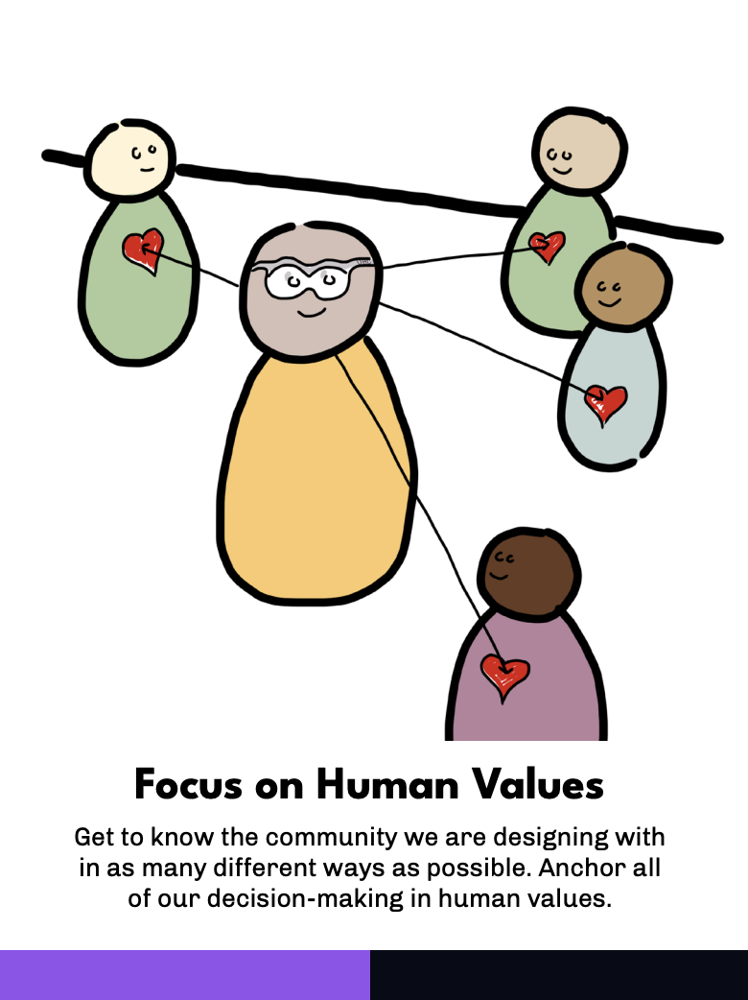 Focus on Human Values
Get to know the community we are designing with
in as many different ways as possible. Anchor all
of our decision-making in human values.